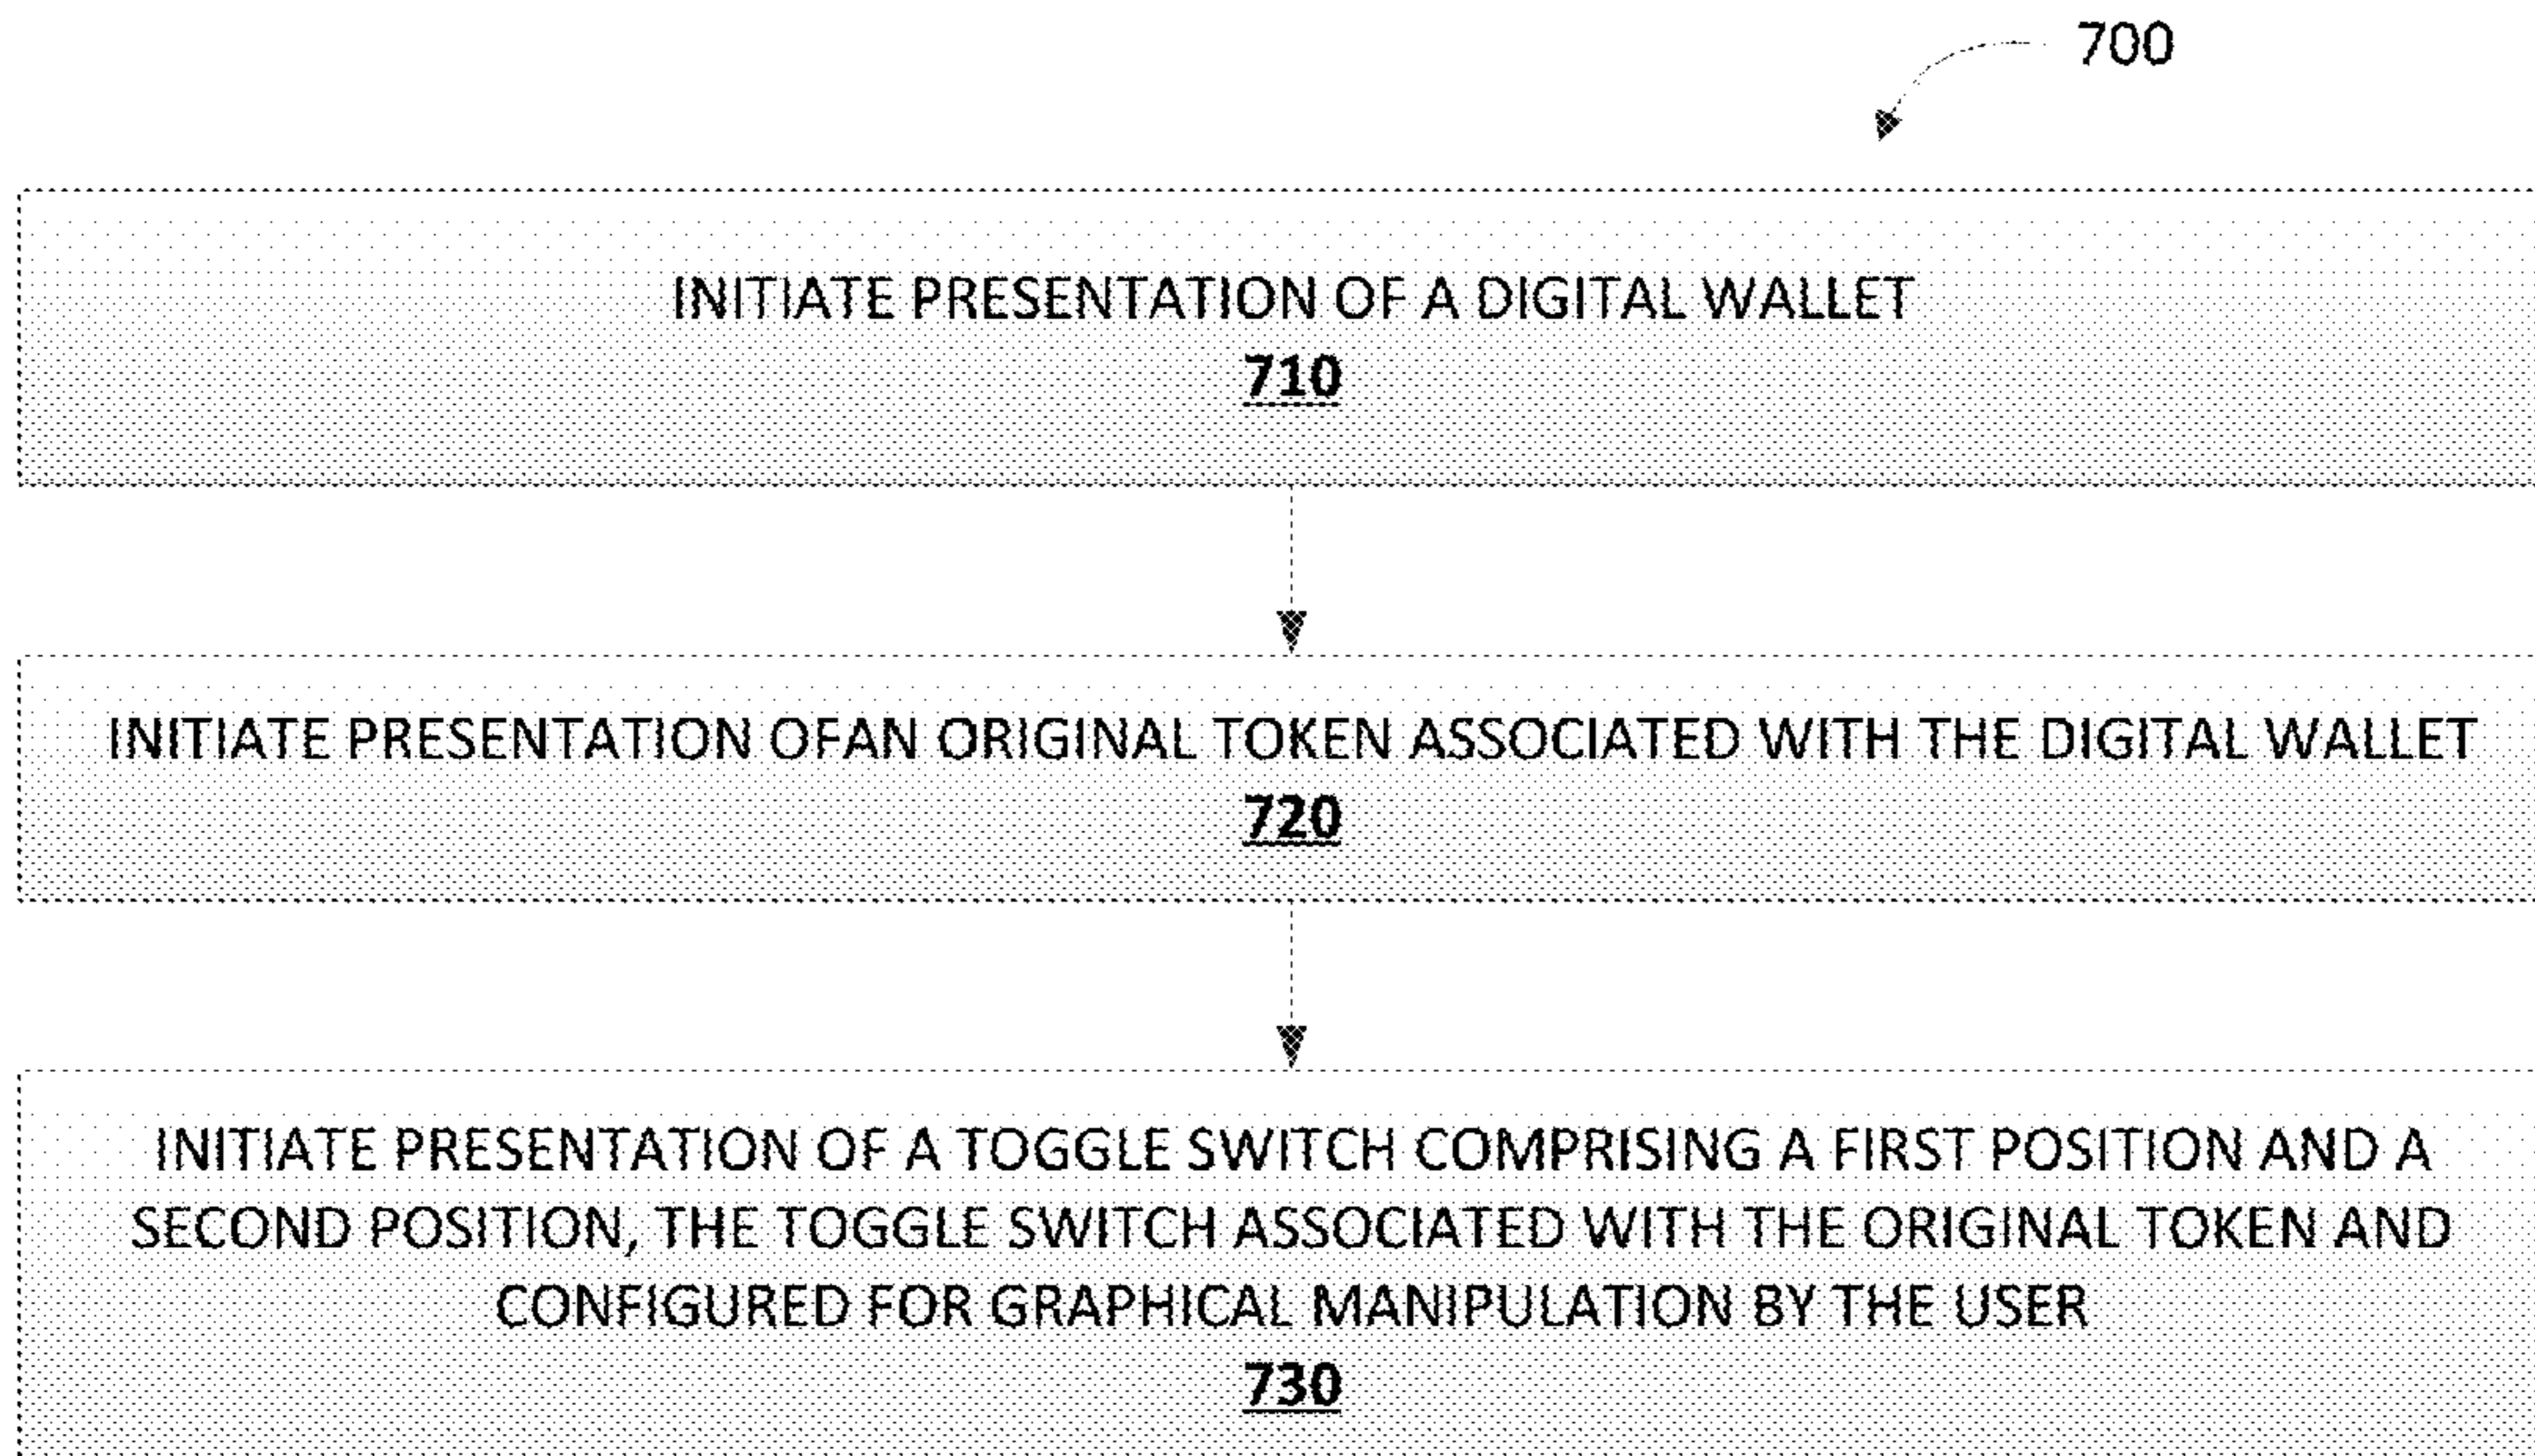 700
INITIATE PRESENTATION OF A DIGITAL WALLET
710
INITIATE PRESENTATION OFAN ORIGINAL TOKEN ASSOCIATED WITH THE DIGITAL WALLET
720
INITIATE PRESENTATION OF A TOGGLE SWITCH COMPRISING A FIRST POSITION AND A
SECOND POSITION, THE TOGGLE SWITCH ASSOCIATED WITH THE ORIGINAL TOKEN AND
CONFIGURED FOR GRAPHICAL MANIPULATION BY THE USER
730